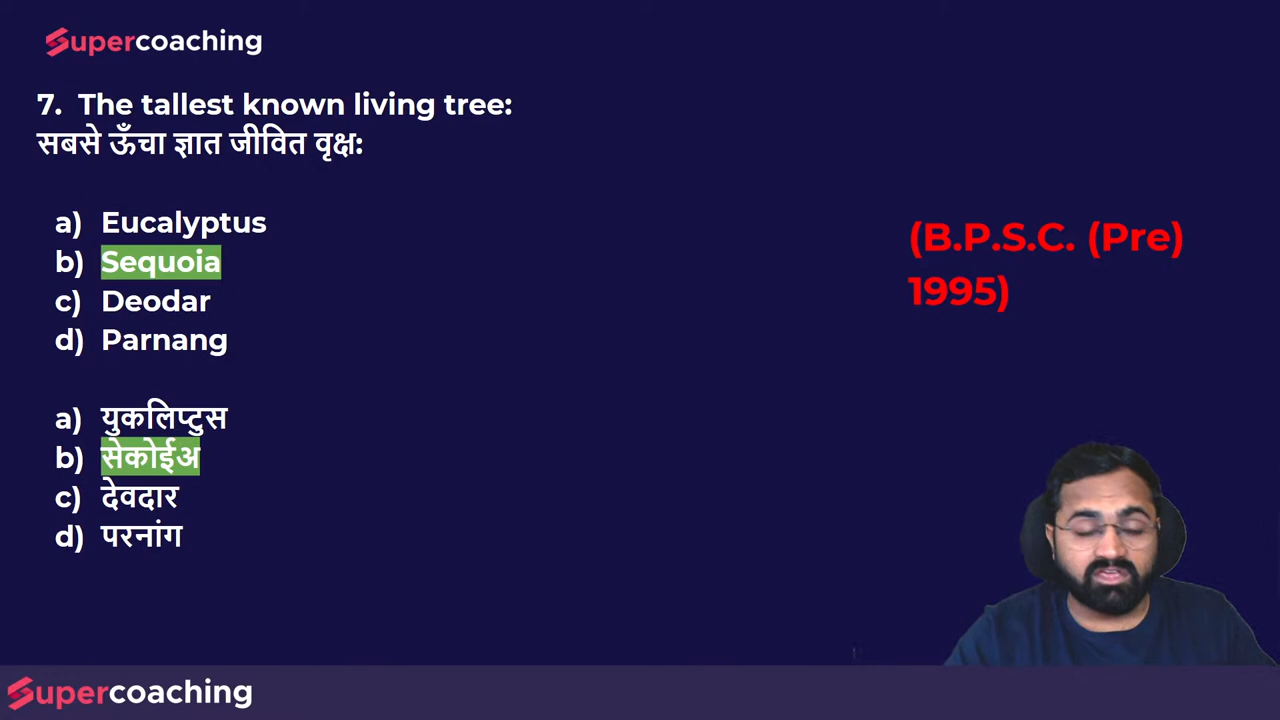 Supercoaching
7. The tallest known living tree:
सबसे ऊँचा ज्ञात जीवित वृक्ष:
a) Eucalyptus
b) Sequoia
c) Deodar
d) Parnang
(B.P.S.C. (Pre)
1995)
a) युकलिप्टुस
b) सेकोईअ
c) देवदार
d) परनांग
Supercoaching